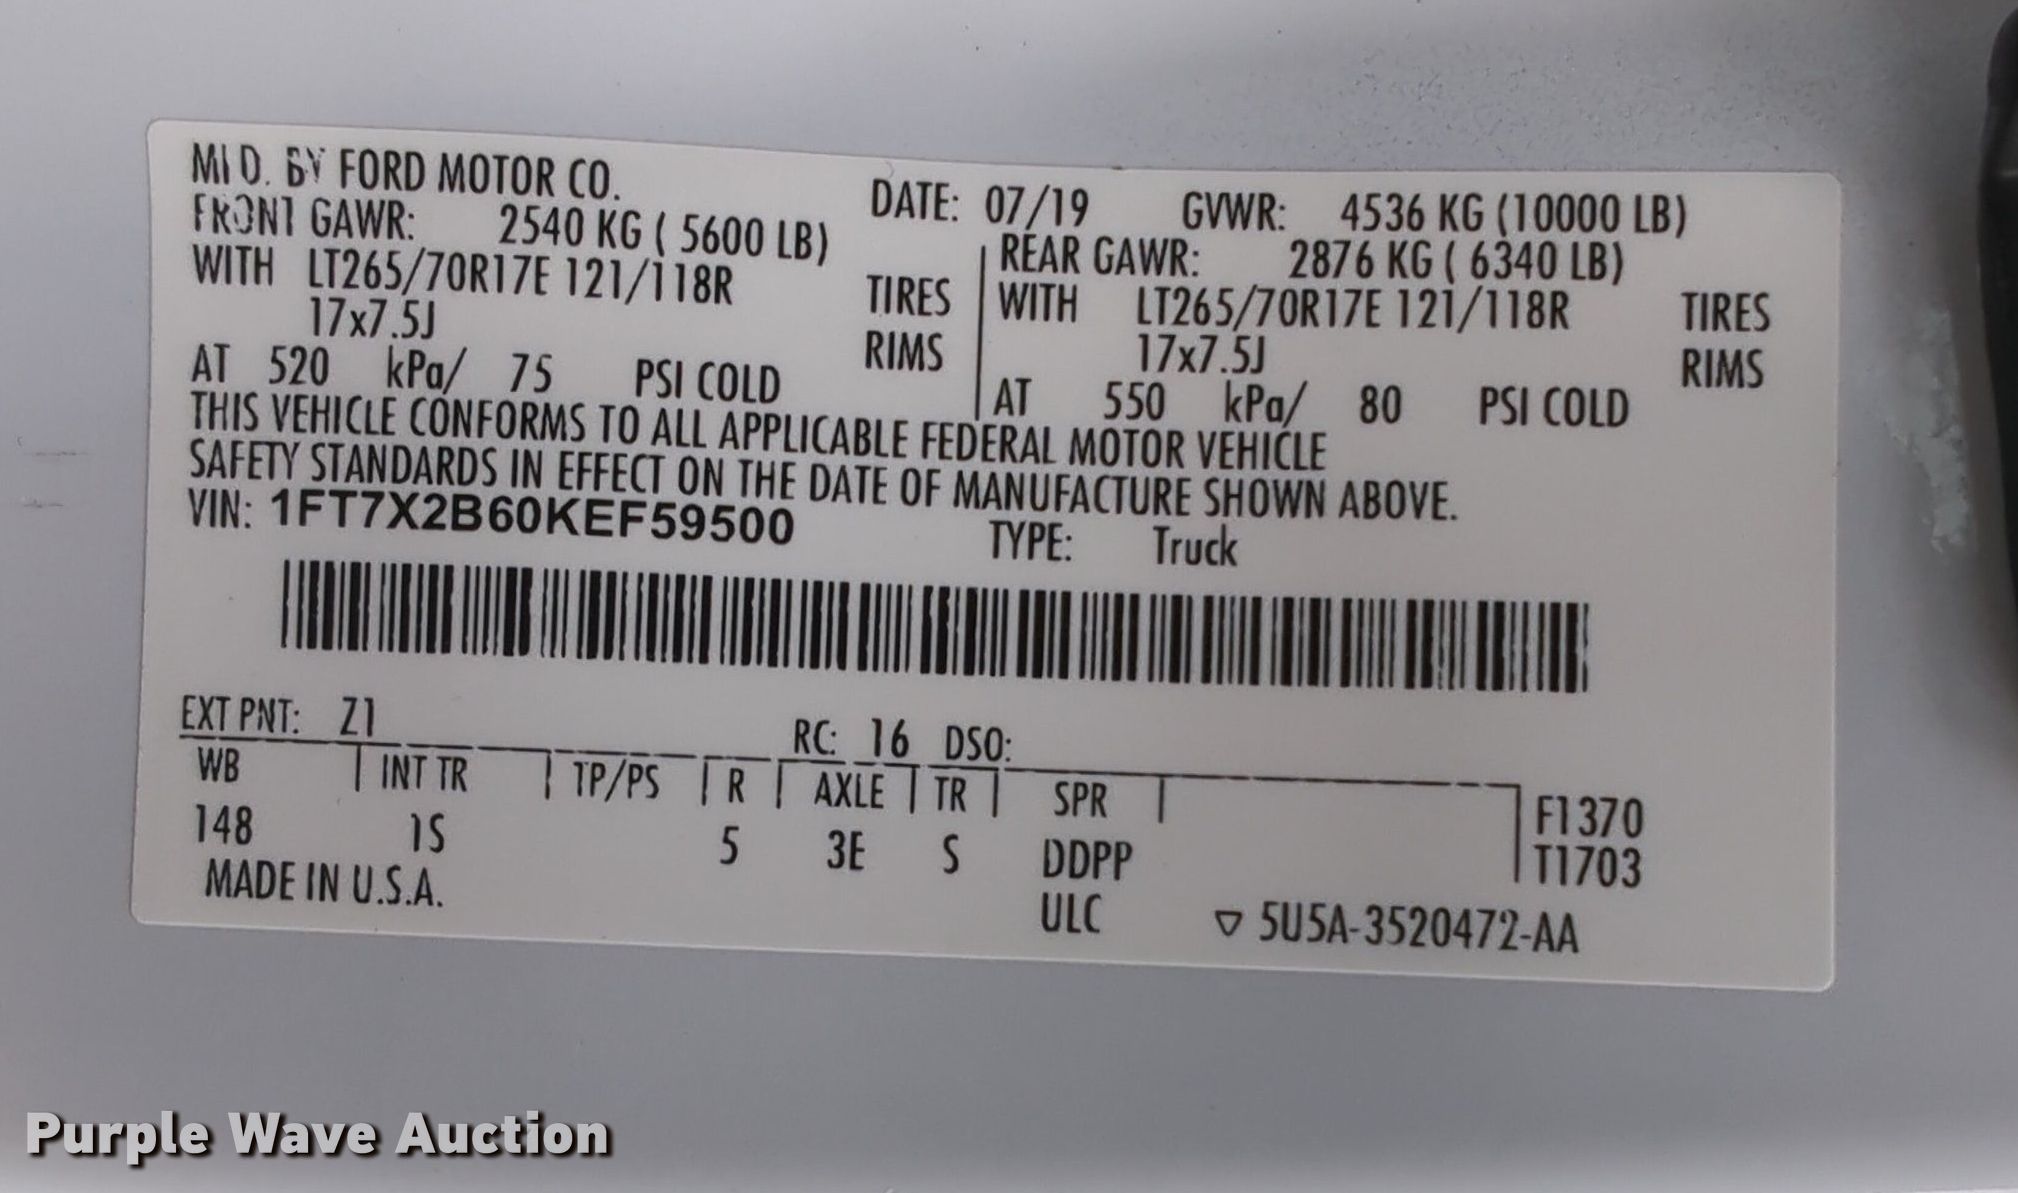 MFD. BY FORD MOTOR CO.
DATE: 07/19 GVWR: 4536 KG (10000 LB)
FRONT GAWR: 2540 KG ( 5600 LB) REAR GAWR: 2876 KG ( 6340 LB)
WITH LT265/70R17E 121/118R TIRES WITH LT265/70R17E 121/118R TIRES
17x7.5J RIMS 17x7.5J RIMS
AT 520 kPa/ 75 PSI COLD AT 550 kPa/ 80 PSI COLD
THIS VEHICLE CONFORMS TO ALL APPLICABLE FEDERAL MOTOR VEHICLE
SAFETY STANDARDS IN EFFECT ON THE DATE OF MANUFACTURE SHOWN ABOVE.
VIN: 1FT7X2B60KEF59500 TYPE: Truck
EXT PNT: Z1 RC: 16 DSO:
WB INT TR TP/PS R AXLE TR SPR F1370
148 1S 5 3E S DDPP T1703
MADE IN U.S.A. ULC ▽ 5U5A-3520472-AA
Purple Wave Auction